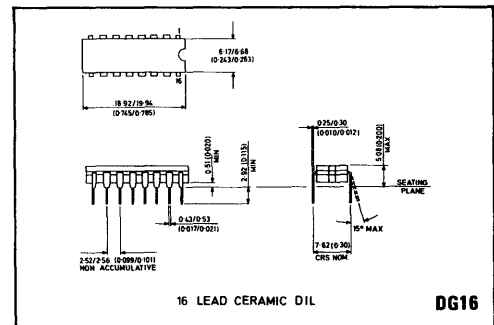 1
16
6·17/6·68
(0·243/0·263)
18·92/19·94
(0·745/0·785)
0·51 (0·020)
MIN
2·92 (0·115)
MIN
0·43/0·53
(0·017/0·021)
2·52/2·56 (0·099/0·101)
NON ACCUMULATIVE
0·25/0·30
(0·010/0·012)
5·08(0·200)
MAX
SEATING
PLANE
15° MAX
7·62(0·30)
CRS NOM.
16 LEAD CERAMIC DIL
DG16